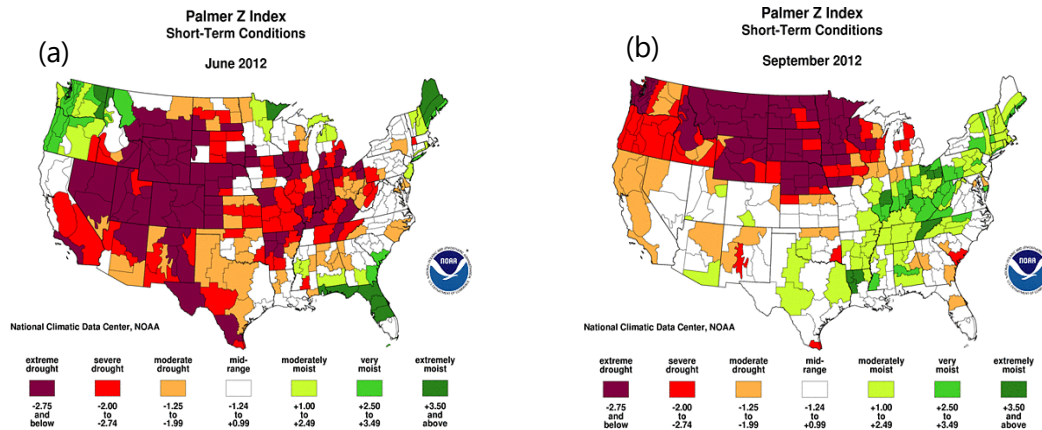 Palmer Z Index
Short-Term Conditions
(a)
June 2012
NOAA
National Climatic Data Center, NOAA
extreme drought
severe drought
moderate drought
mid-range
moderately moist
very moist
extremely moist
-2.75 and below
-2.00 to -2.74
-1.25 to -1.99
-1.24 to +0.99
+1.00 to +2.49
+2.50 to +3.49
+3.50 and above
Palmer Z Index
Short-Term Conditions
(b)
September 2012
NOAA
National Climatic Data Center, NOAA
extreme drought
severe drought
moderate drought
mid-range
moderately moist
very moist
extremely moist
-2.75 and below
-2.00 to -2.74
-1.25 to -1.99
-1.24 to +0.99
+1.00 to +2.49
+2.50 to +3.49
+3.50 and above